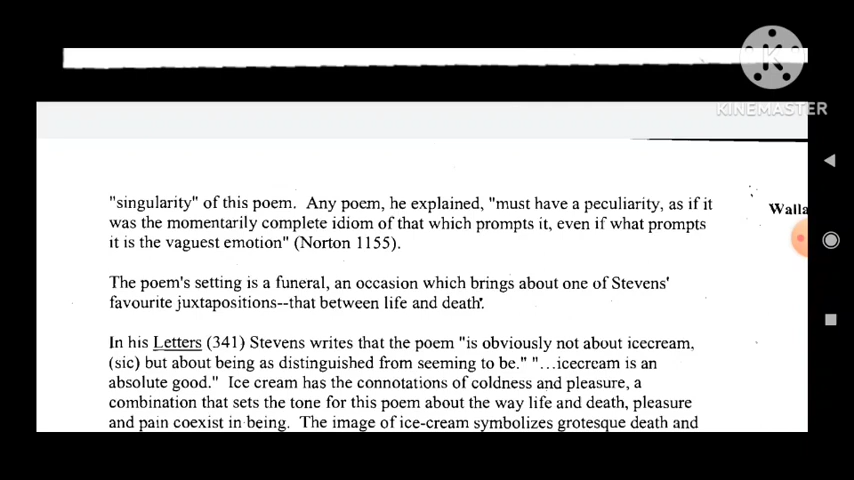 KINEMASTER
"singularity" of this poem. Any poem, he explained, "must have a peculiarity, as if it
was the momentarily complete idiom of that which prompts it, even if what prompts
it is the vaguest emotion" (Norton 1155).
The poem's setting is a funeral, an occasion which brings about one of Stevens'
favourite juxtapositions--that between life and death.
In his Letters (341) Stevens writes that the poem "is obviously not about icecream,
(sic) but about being as distinguished from seeming to be." "...icecream is an
absolute good." Ice cream has the connotations of coldness and pleasure, a
combination that sets the tone for this poem about the way life and death, pleasure
and pain coexist in being. The image of ice-cream symbolizes grotesque death and
Walla